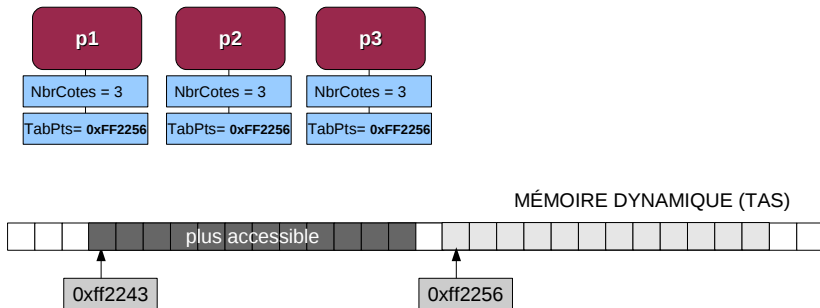 p1 p2 p3
NbrCotes = 3 NbrCotes = 3 NbrCotes = 3
TabPts= 0xFF2256 TabPts= 0xFF2256 TabPts= 0xFF2256
MÉMOIRE DYNAMIQUE (TAS)
plus accessible
0xff2243 0xff2256